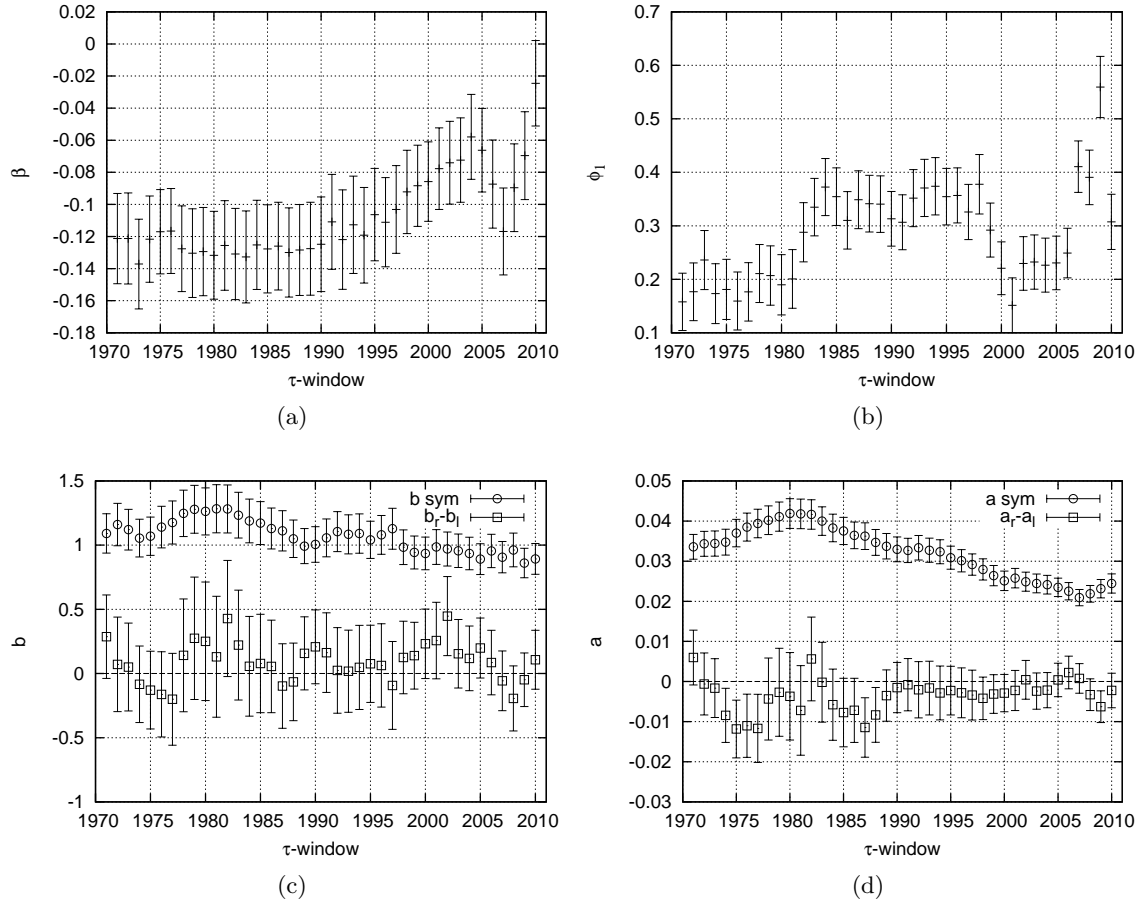 0.02
0
-0.02
-0.04
-0.06
-0.08
-0.1
-0.12
-0.14
-0.16
-0.18
β
1970 1975 1980 1985 1990 1995 2000 2005 2010
τ-window
(a)
0.7
0.6
0.5
0.4
0.3
0.2
0.1
ϕ1
1970 1975 1980 1985 1990 1995 2000 2005 2010
τ-window
(b)
1.5
1
0.5
0
-0.5
-1
b
b sym
br-bl
1970 1975 1980 1985 1990 1995 2000 2005 2010
τ-window
(c)
0.05
0.04
0.03
0.02
0.01
0
-0.01
-0.02
-0.03
a
a sym
ar-al
1970 1975 1980 1985 1990 1995 2000 2005 2010
τ-window
(d)